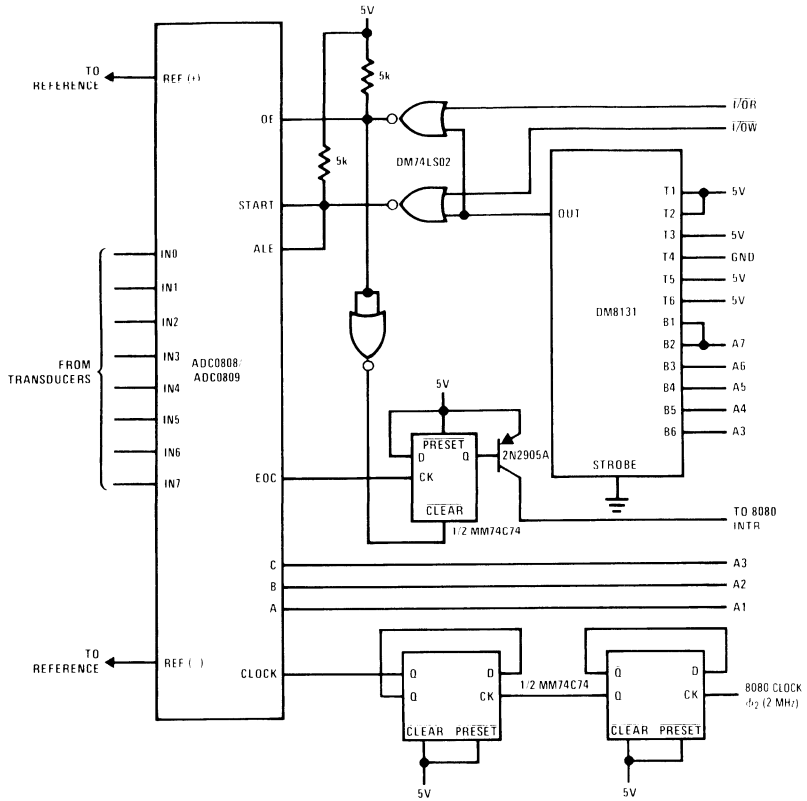 5V
TO
REFERENCE
REF (+)
5k
OE
I/OR
I/OW
DM74LS02
5k
START
ALE
OUT
T1
5V
T2
T3
5V
T4
GND
T5
5V
T6
5V
DM8131
B1
B2
A7
B3
A6
B4
A5
B5
A4
B6
A3
STROBE
IN0
IN1
IN2
IN3
IN4
IN5
IN6
IN7
FROM
TRANSDUCERS
ADC0808/
ADC0809
5V
PRESET
D
Q
CK
CLEAR
2N2905A
1/2 MM74C74
EOC
TO 8080
INTR
C
A3
B
A2
A
A1
TO
REFERENCE
REF (
)
CLOCK
Q
D
Q
CK
CLEAR
PRESET
5V
1/2 MM74C74
Q
D
Q
CK
CLEAR
PRESET
5V
8080 CLOCK
ϕ2 (2 MHz)